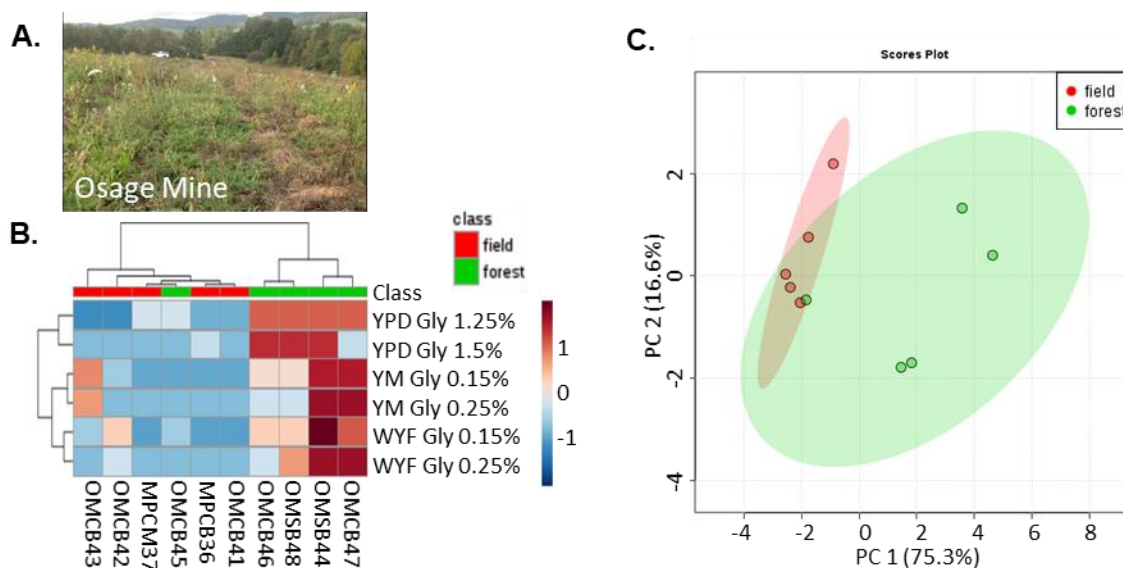 A.
Osage Mine
B.
class
field
forest
Class
YPD Gly 1.25%
YPD Gly 1.5%
YM Gly 0.15%
YM Gly 0.25%
WYF Gly 0.15%
WYF Gly 0.25%
1
0
-1
OMCB43
OMCB42
MPCM37
OMCB45
MPCB36
OMCB41
OMCB46
OMSB48
OMSB44
OMCB47
C.
Scores Plot
field
forest
PC 2 (16.6%)
2
0
-2
-4
-4
-2
0
2
4
6
8
PC 1 (75.3%)